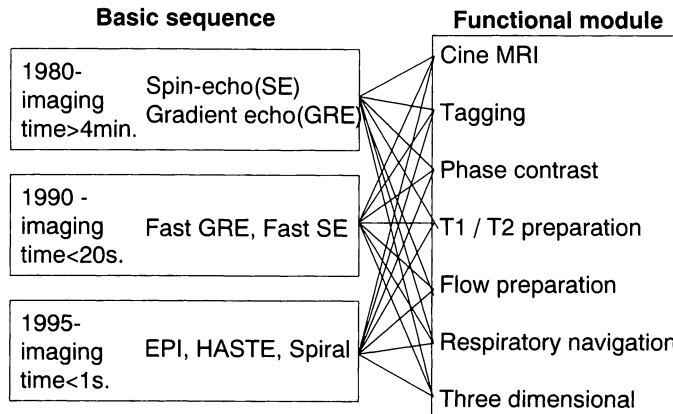 Basic sequence
Functional module
1980-
imaging
time>4min.
Spin-echo(SE)
Gradient echo(GRE)
1990 -
imaging
time<20s.
Fast GRE, Fast SE
1995-
imaging
time<1s.
EPI, HASTE, Spiral
Cine MRI
Tagging
Phase contrast
T1 / T2 preparation
Flow preparation
Respiratory navigation
Three dimensional